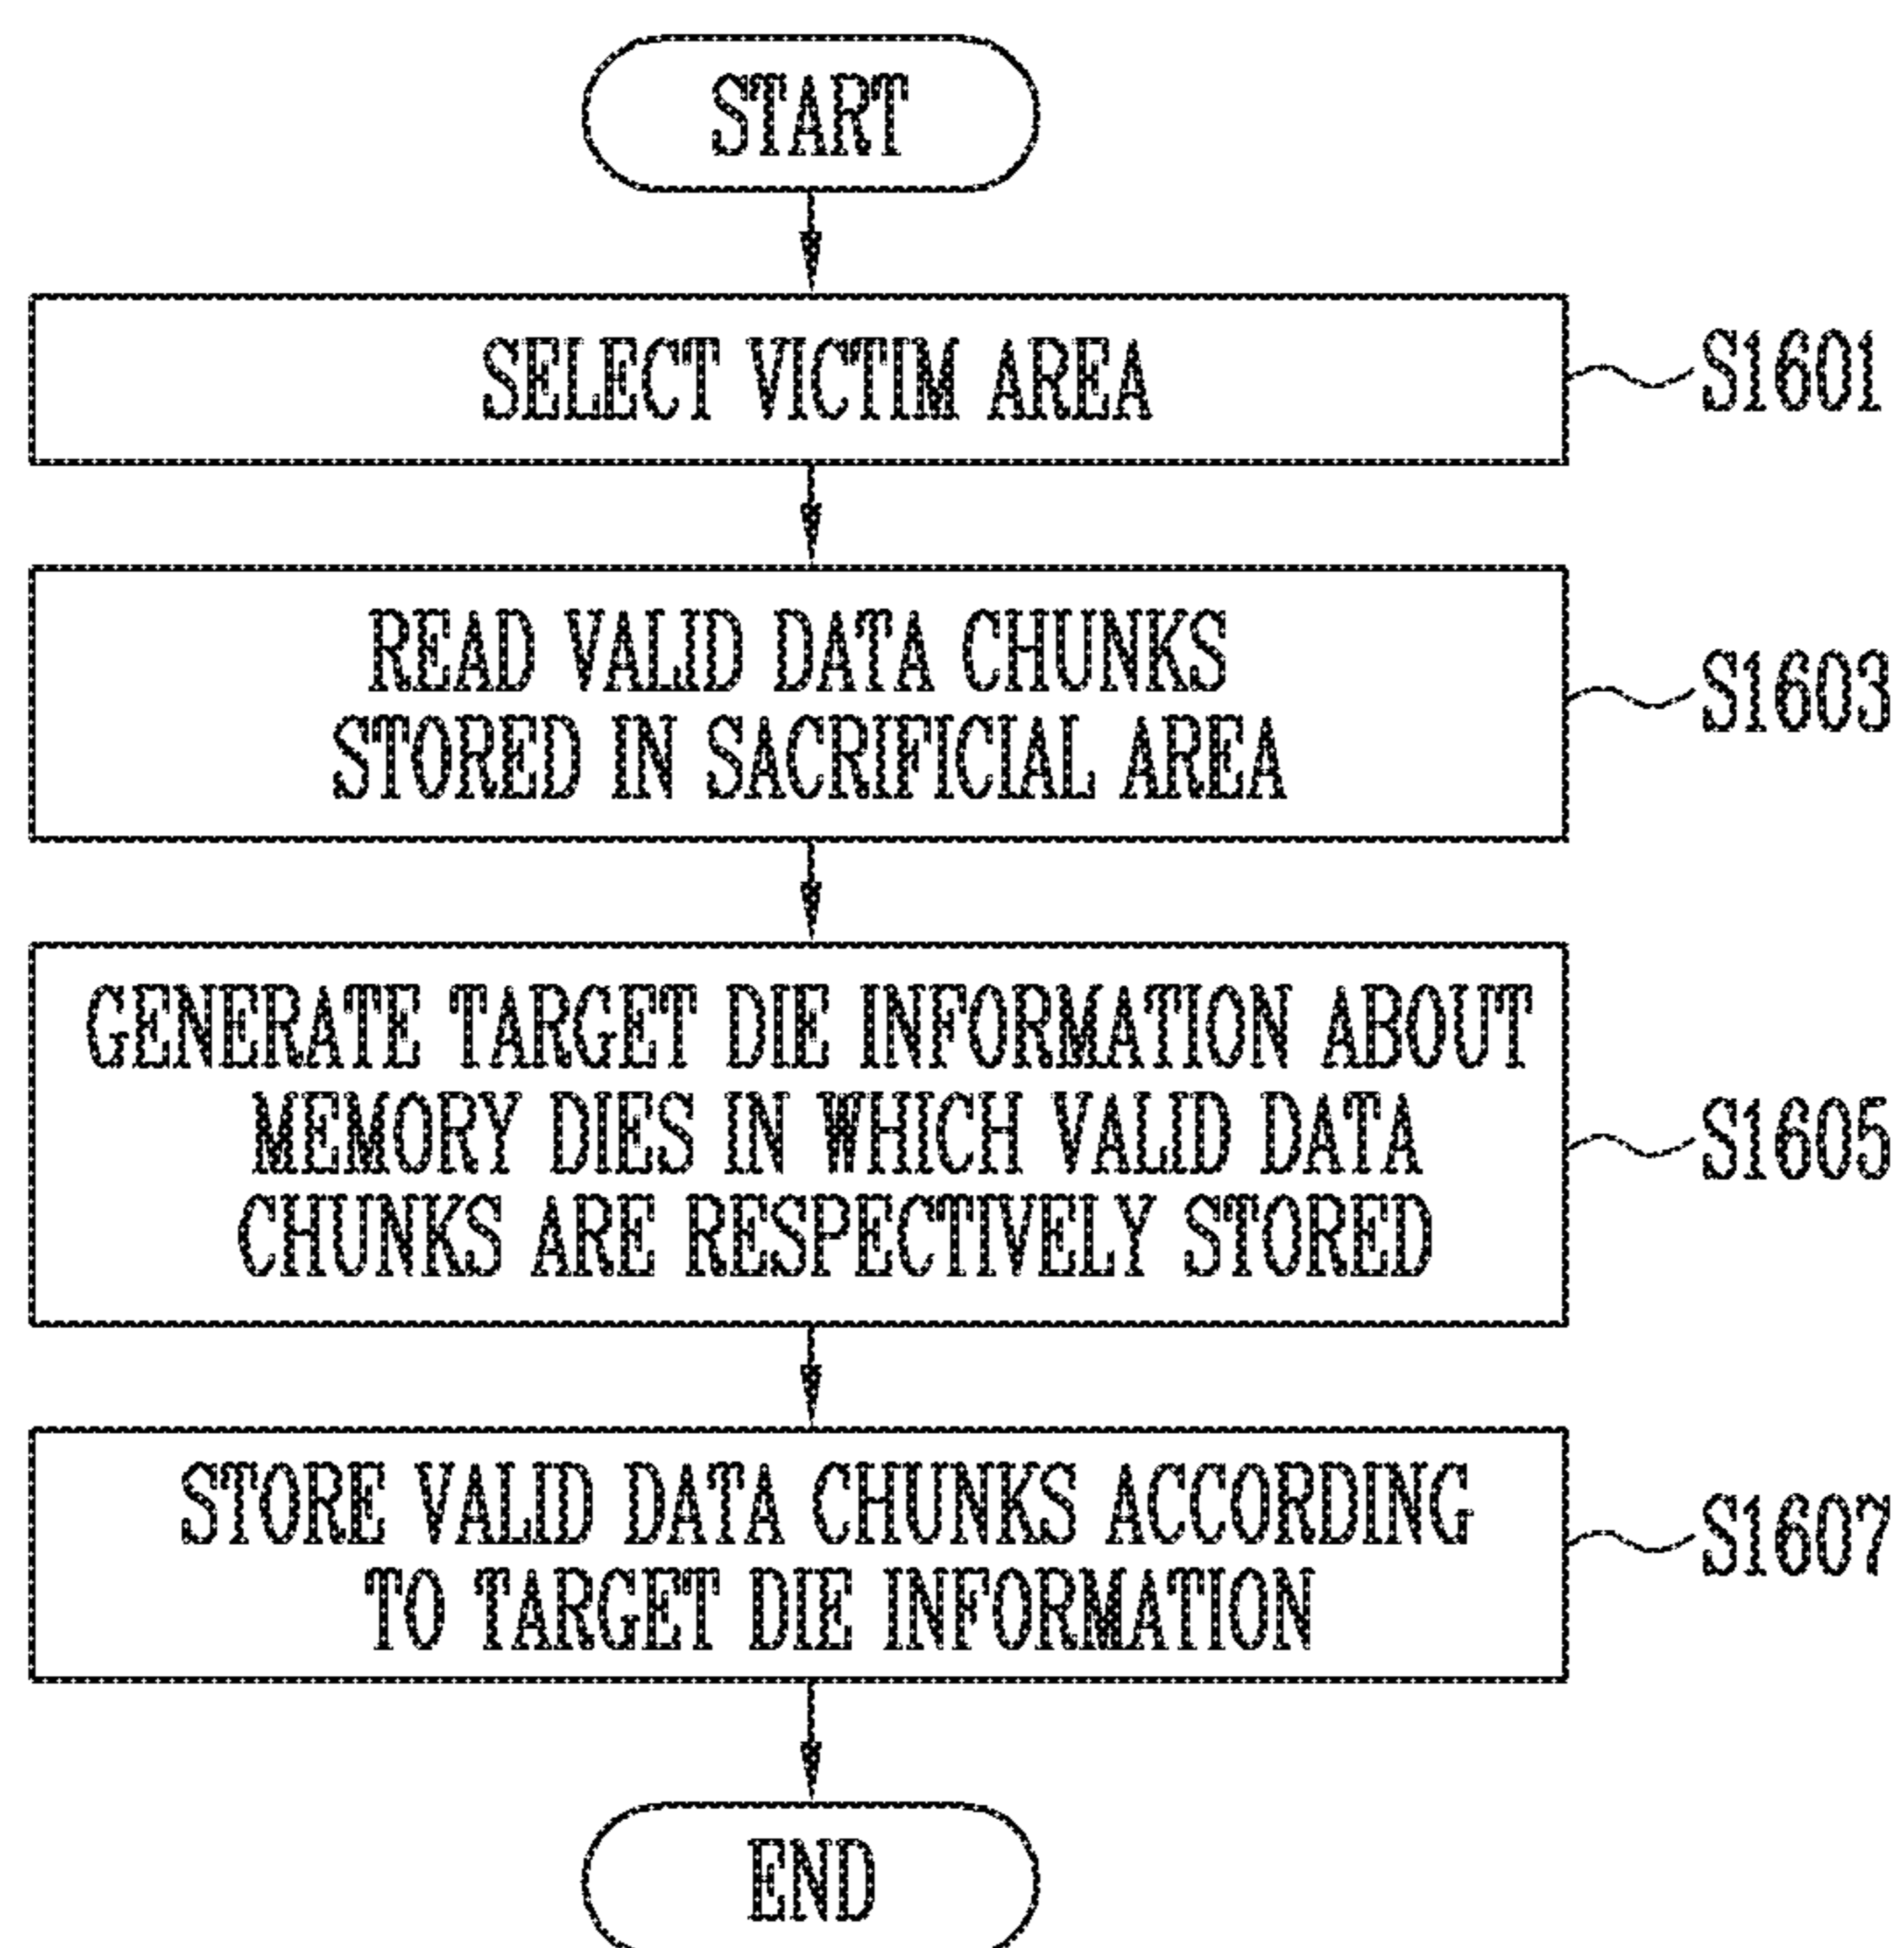 START
SELECT VICTIM AREA
S1601
READ VALID DATA CHUNKS
STORED IN SACRIFICIAL AREA
S1603
GENERATE TARGET DIE INFORMATION ABOUT
MEMORY DIES IN WHICH VALID DATA
CHUNKS ARE RESPECTIVELY STORED
S1605
STORE VALID DATA CHUNKS ACCORDING
TO TARGET DIE INFORMATION
S1607
END